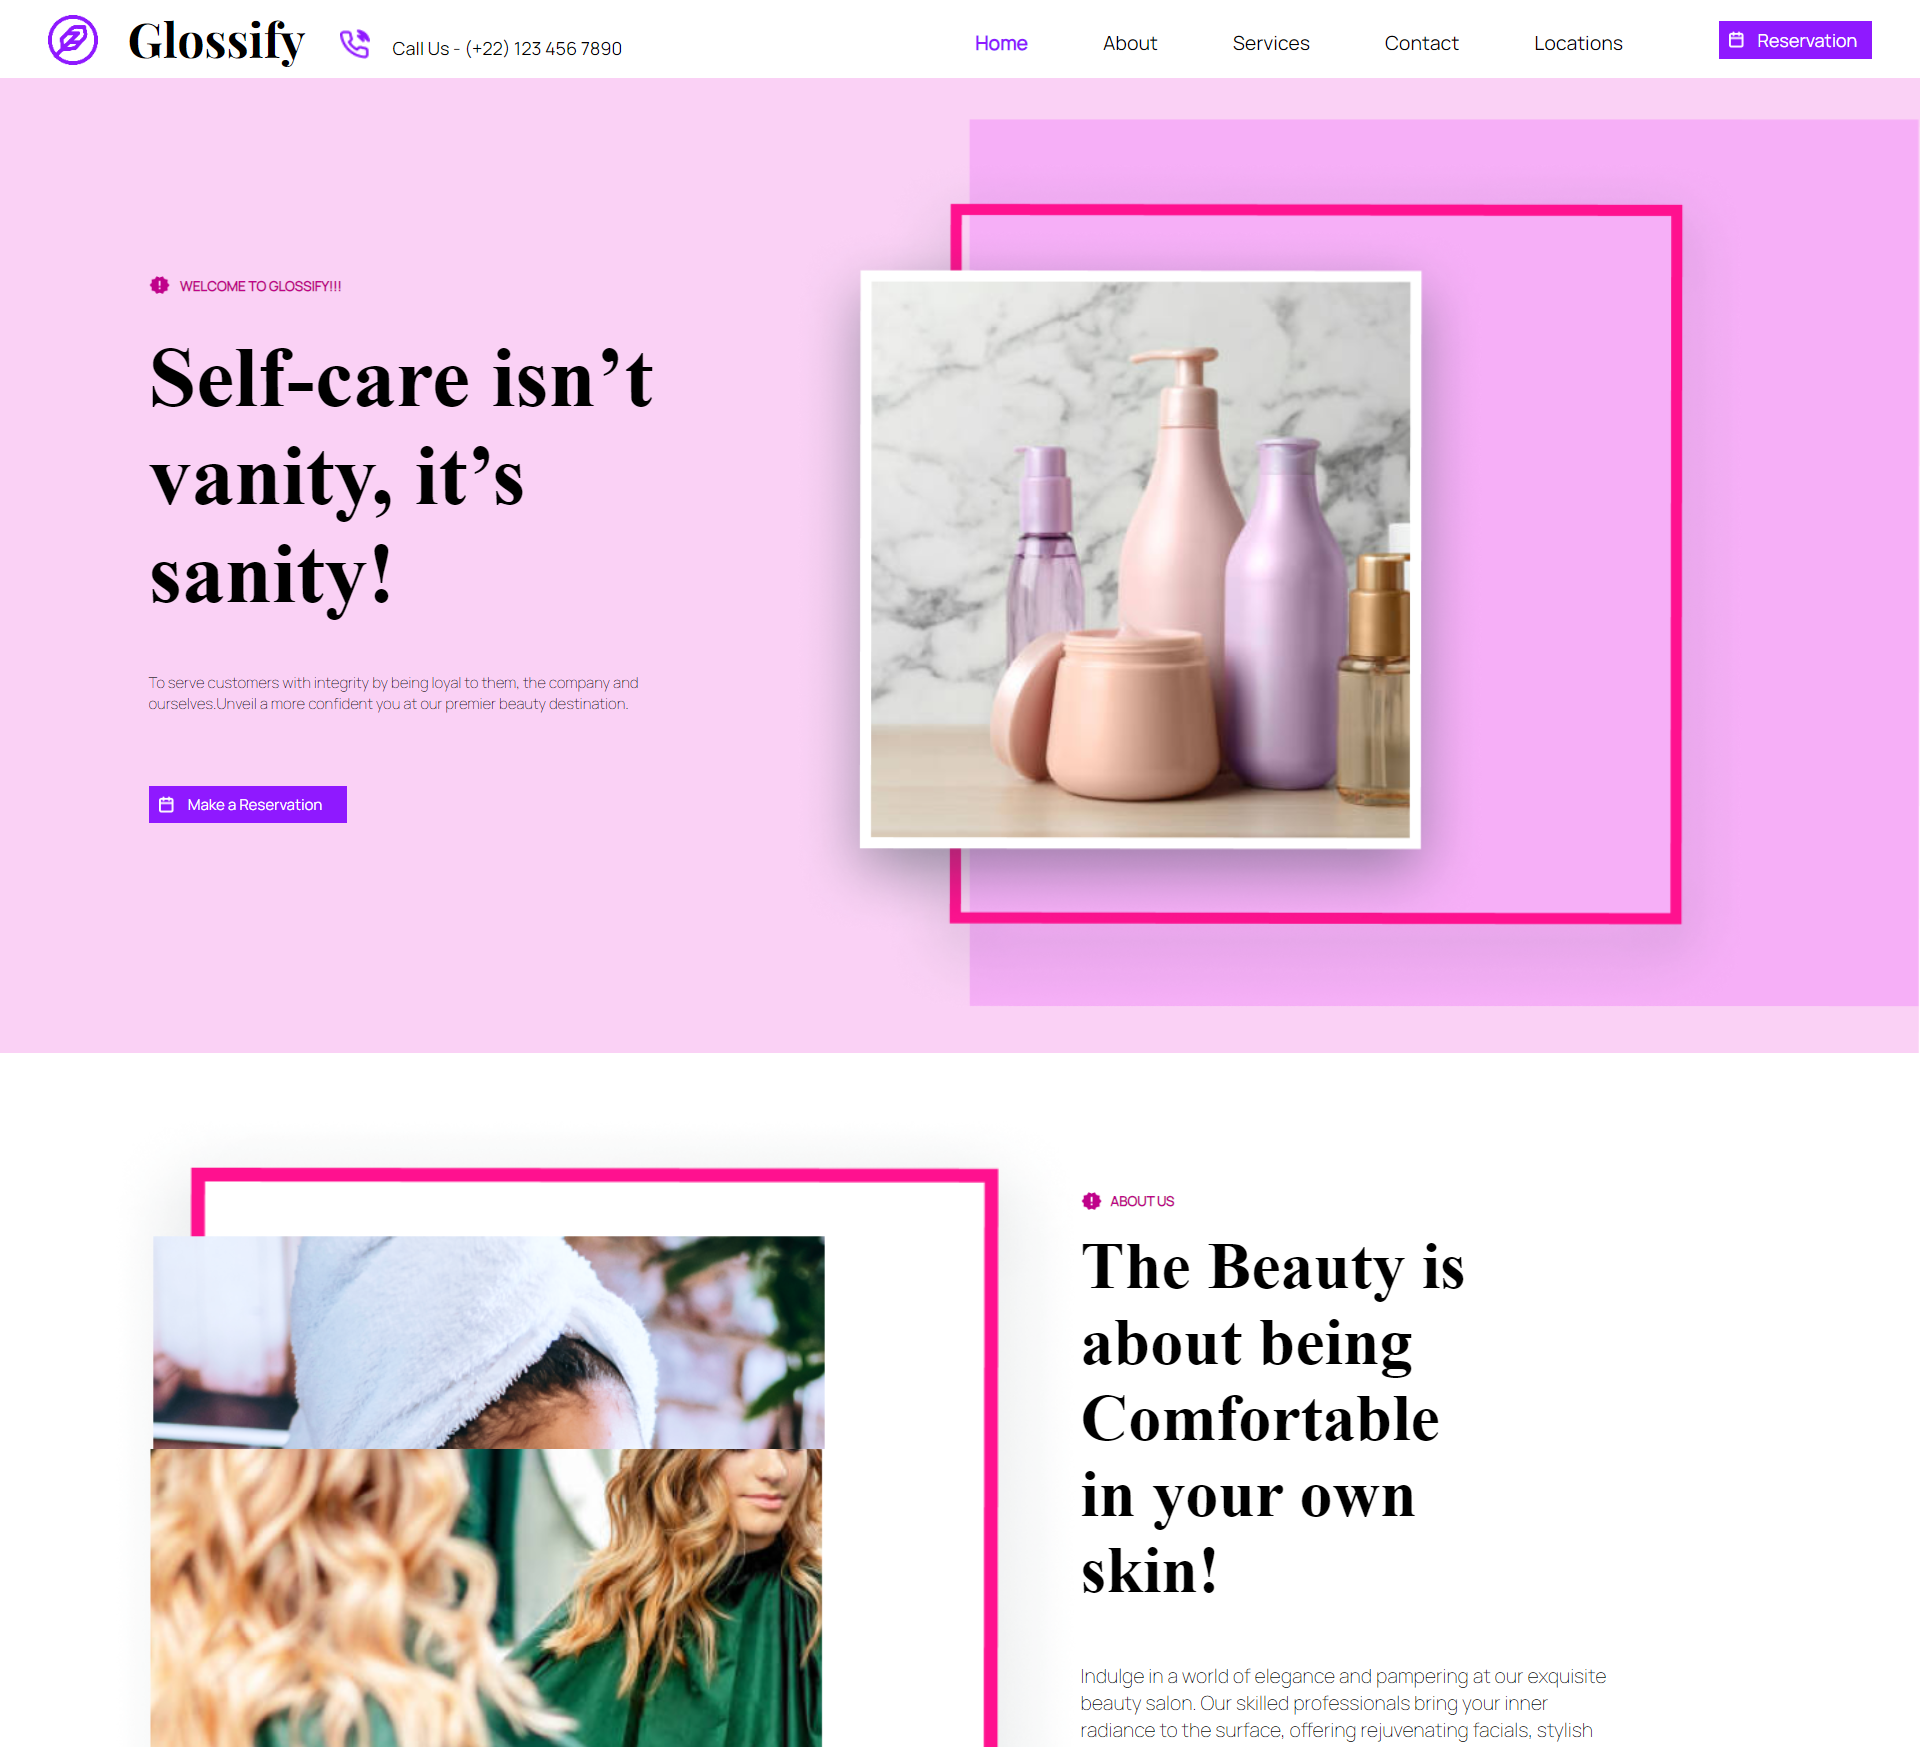 Glossify
Call Us - (+22) 123 456 7890
Home
About
Services
Contact
Locations
Reservation
WELCOME TO GLOSSIFY!!!
Self-care isn’t
vanity, it’s
sanity!
To serve customers with integrity by being loyal to them, the company and
ourselves.Unveil a more confident you at our premier beauty destination.
Make a Reservation
ABOUT US
The Beauty is
about being
Comfortable
in your own
skin!
Indulge in a world of elegance and pampering at our exquisite
beauty salon. Our skilled professionals bring your inner
radiance to the surface, offering rejuvenating facials, stylish